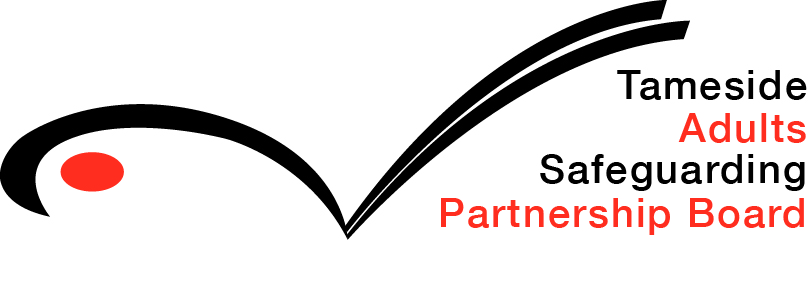 Tameside
Adults
Safeguarding
Partnership Board